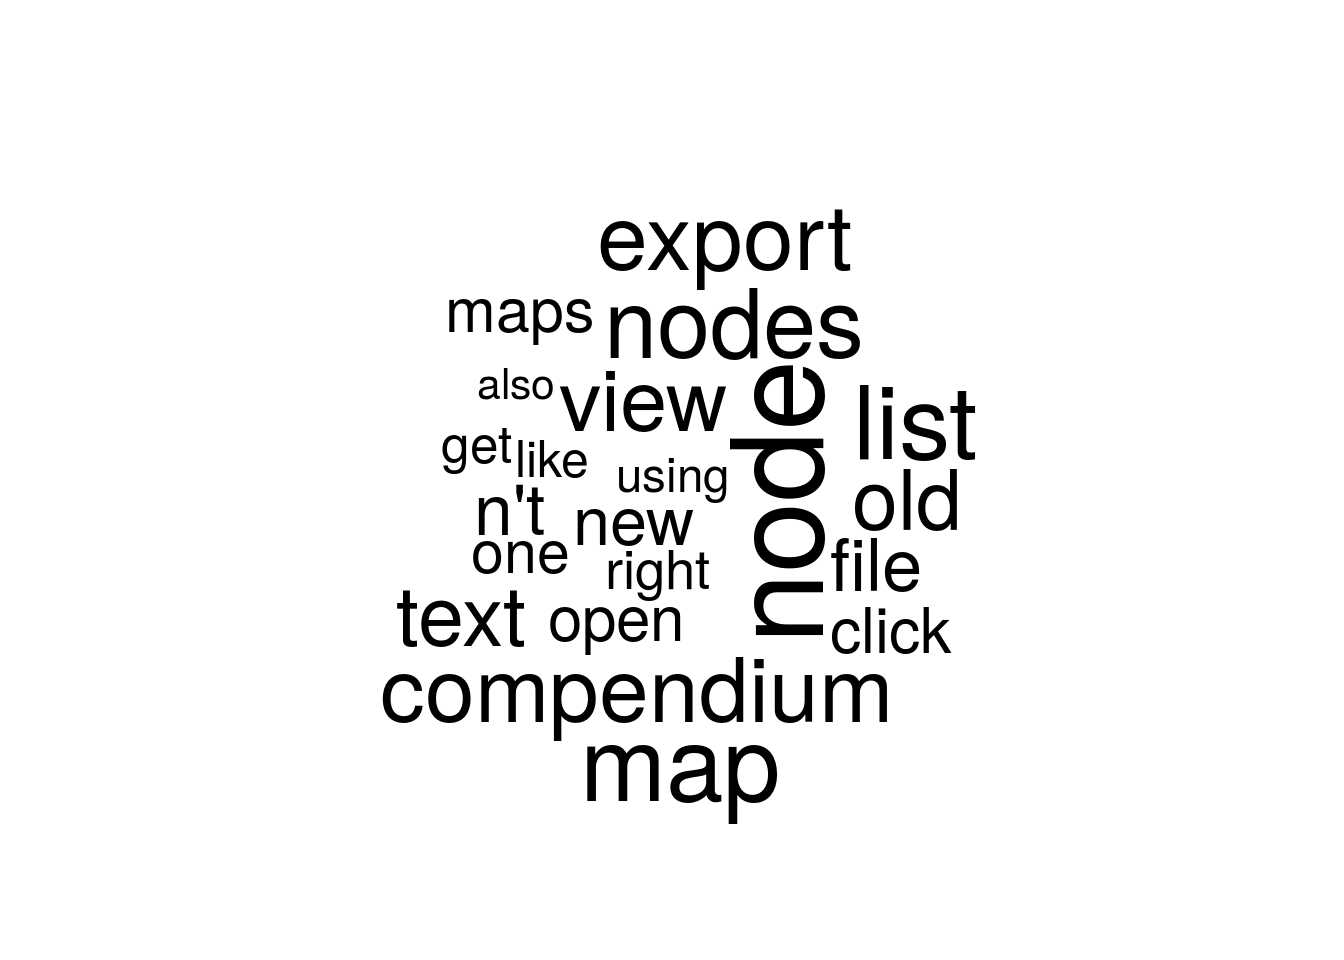 export
maps nodes
also view node list
get like using old
n't new
one right file
text open click
compendium
map